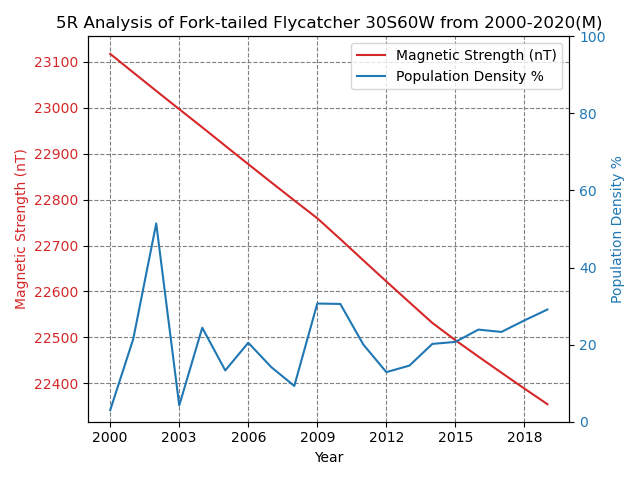 5R Analysis of Fork-tailed Flycatcher 30S60W from 2000-2020(M)
Magnetic Strength (nT)
Population Density %
23100
23000
22900
22800
22700
22600
22500
22400
Magnetic Strength (nT)
100
80
60
40
20
0
Population Density %
2000 2003 2006 2009 2012 2015 2018
Year